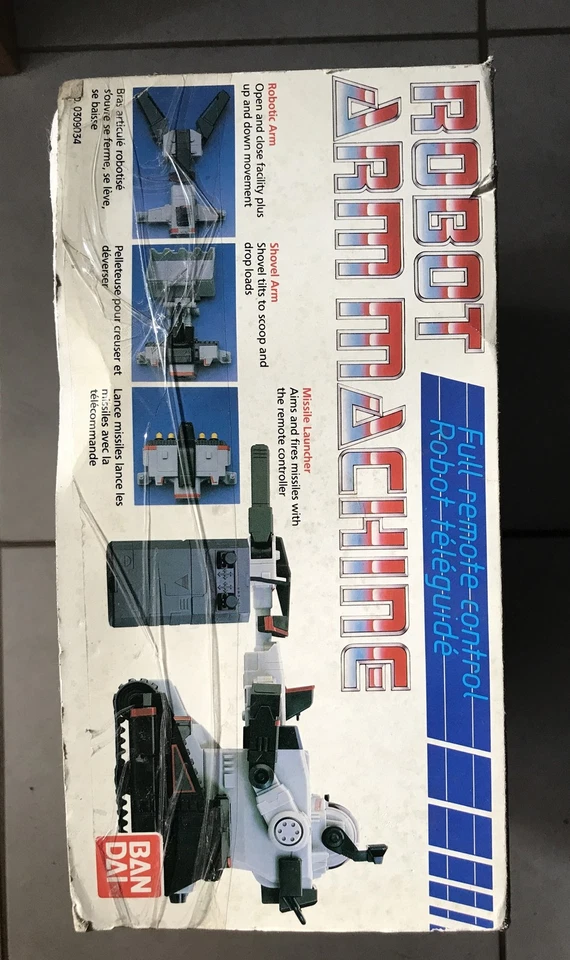 ROBOT
ARM MACHINE
Full remote control
Robot téléguidé
Robotic Arm
Open and close facility plus
up and down movement
Bras articulé robotisé
s'ouvre se ferme, se lève,
se baisse
Shovel Arm
Shovel tilts to scoop and
drop loads
Pelleteuse pour creuser et
déverser
Missile Launcher
Aims and fires missiles with
the remote controller
Lance missiles lance les
missiles avec la
télécommande
0309034
BAN
DAI